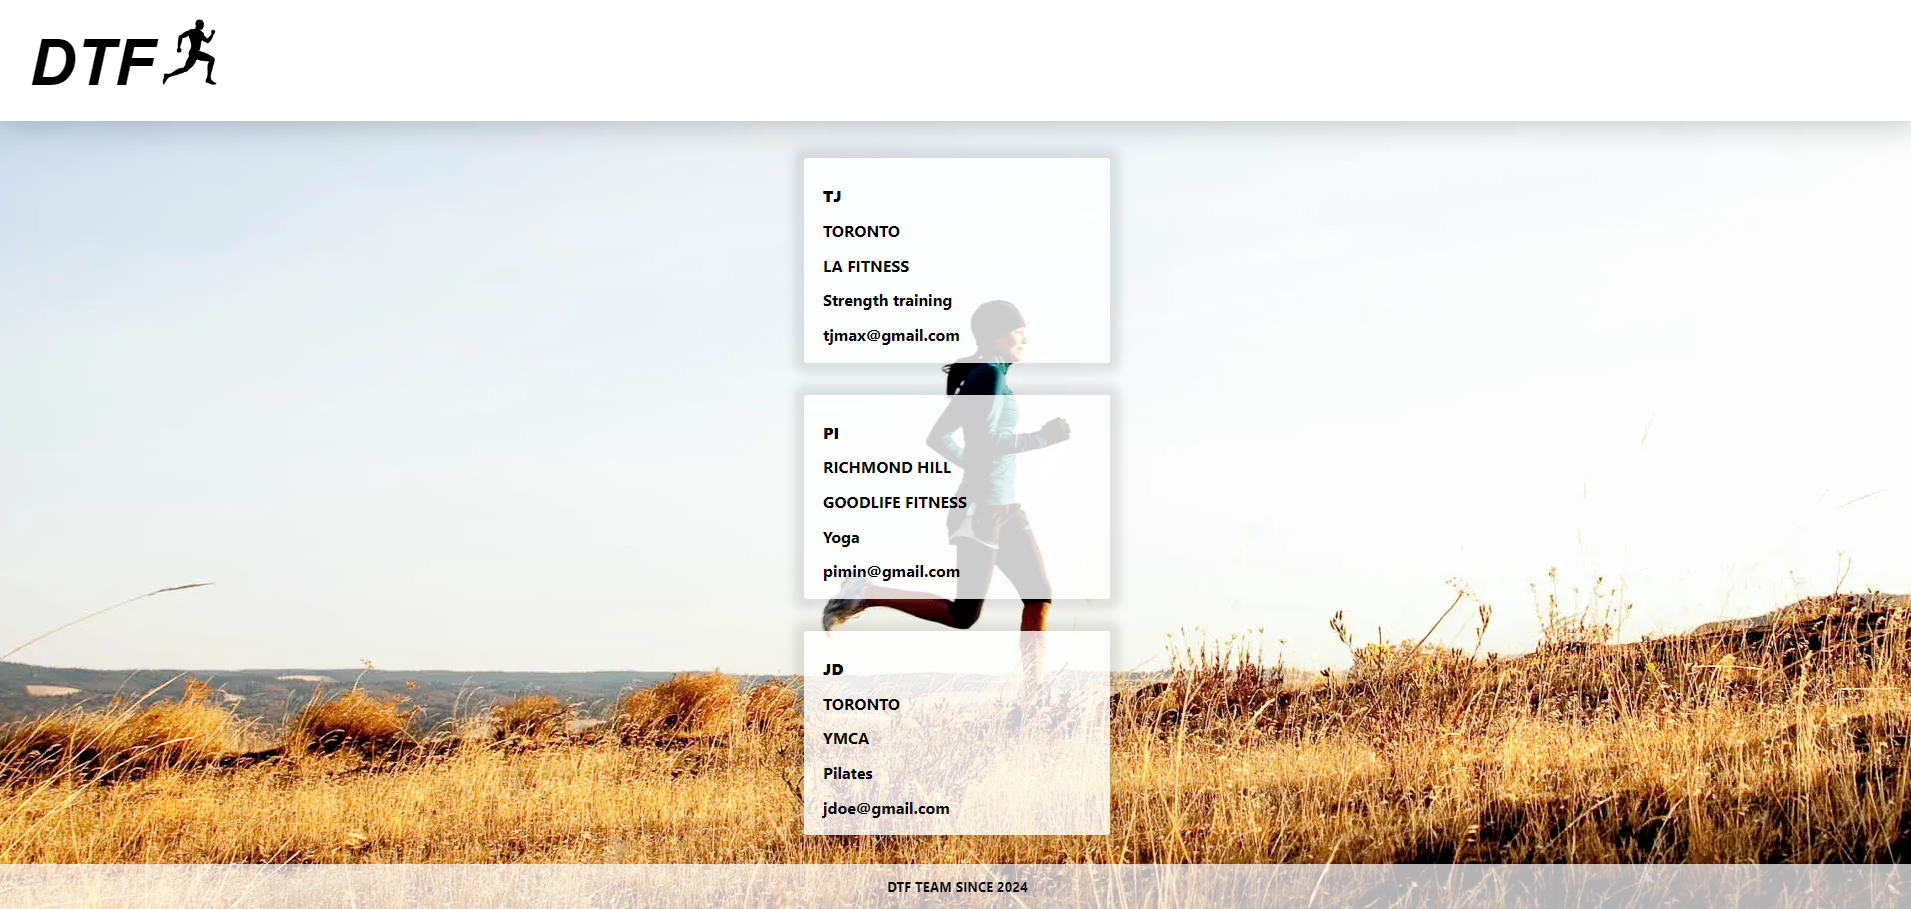 DTF
TJ
TORONTO
LA FITNESS
Strength training
tjmax@gmail.com
PI
RICHMOND HILL
GOODLIFE FITNESS
Yoga
pimin@gmail.com
JD
TORONTO
YMCA
Pilates
jdoe@gmail.com
DTF TEAM SINCE 2024